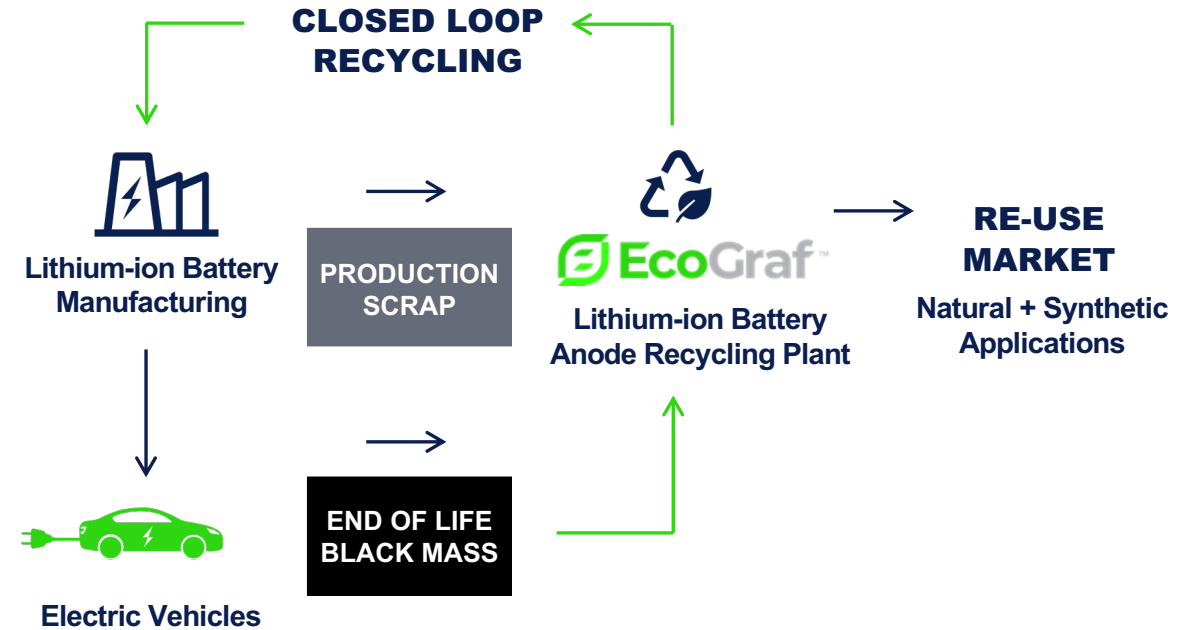 CLOSED LOOP
RECYCLING
Lithium-ion Battery
Manufacturing
PRODUCTION
SCRAP
EcoGraf™
Lithium-ion Battery
Anode Recycling Plant
RE-USE
MARKET
Natural + Synthetic
Applications
END OF LIFE
BLACK MASS
Electric Vehicles